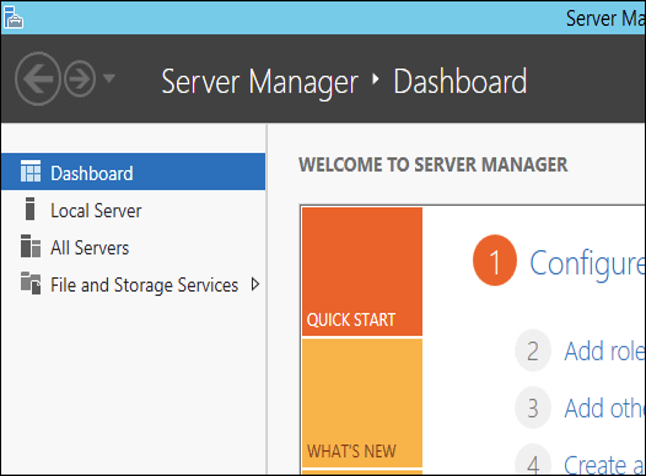 Server Ma
Server Manager ‣ Dashboard
Dashboard
Local Server
All Servers
File and Storage Services
WELCOME TO SERVER MANAGER
QUICK START
WHAT'S NEW
1 Configure
2 Add role
3 Add othe
4 Create a